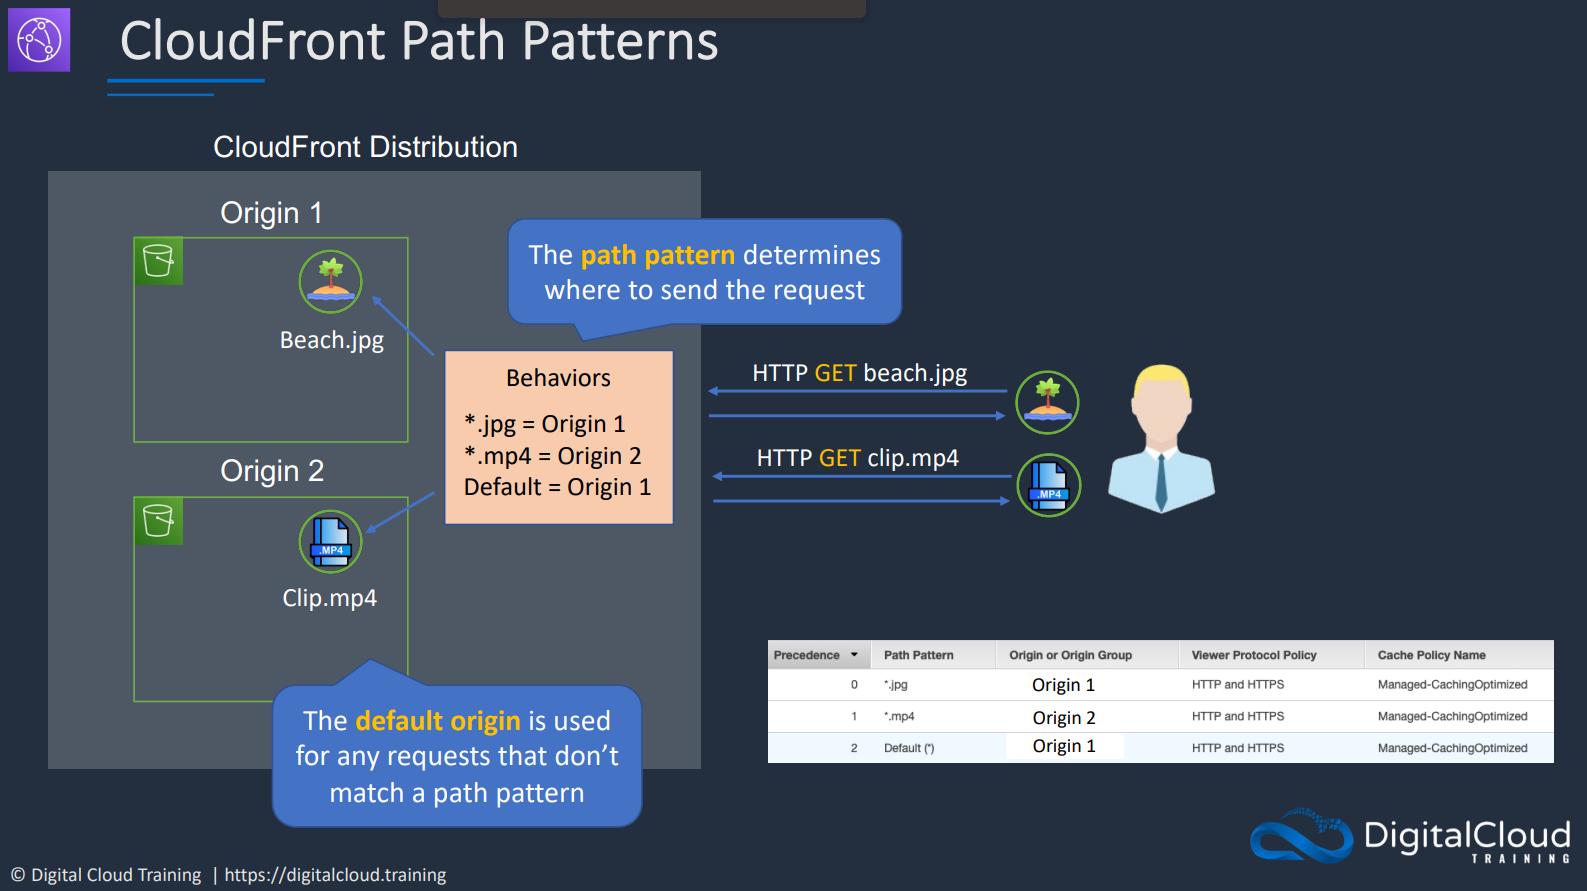 CloudFront Path Patterns
CloudFront Distribution
Origin 1
Beach.jpg
Origin 2
.MP4
Clip.mp4
The path pattern determines
where to send the request
Behaviors
*.jpg = Origin 1
*.mp4 = Origin 2
Default = Origin 1
The default origin is used
for any requests that don’t
match a path pattern
HTTP GET beach.jpg
HTTP GET clip.mp4
.MP4
Precedence Path Pattern Origin or Origin Group Viewer Protocol Policy Cache Policy Name
0 *.jpg Origin 1 HTTP and HTTPS Managed-CachingOptimized
1 *.mp4 Origin 2 HTTP and HTTPS Managed-CachingOptimized
2 Default (*) Origin 1 HTTP and HTTPS Managed-CachingOptimized
DigitalCloud
TRAINING
© Digital Cloud Training | https://digitalcloud.training